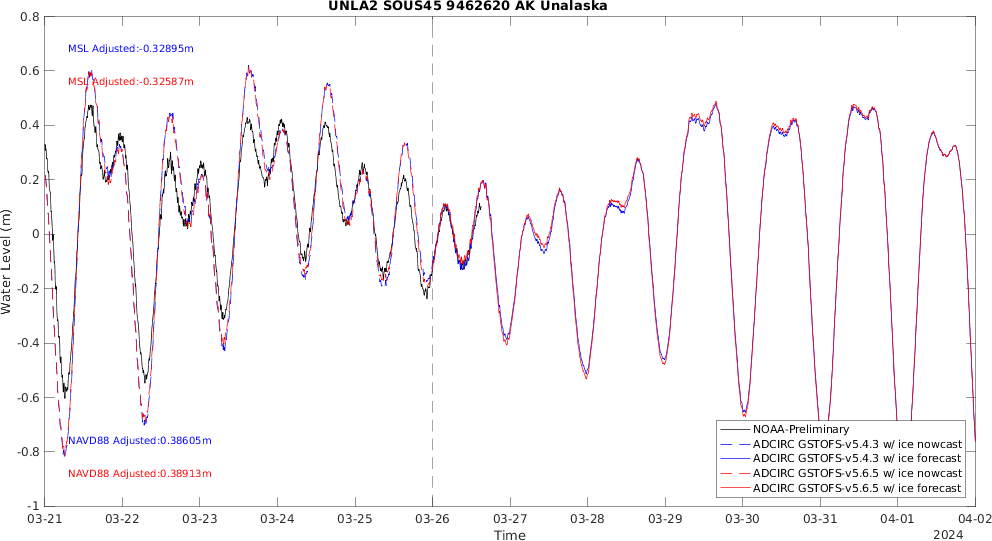 UNLA2 SOUS45 9462620 AK Unalaska
MSL Adjusted:-0.32895m
MSL Adjusted:-0.32587m
NAVD88 Adjusted:0.38605m
NAVD88 Adjusted:0.38913m
Water Level (m)
0.8
0.6
0.4
0.2
0
-0.2
-0.4
-0.6
-0.8
-1
NOAA-Preliminary
ADCIRC GSTOFS-v5.4.3 w/ ice nowcast
ADCIRC GSTOFS-v5.4.3 w/ ice forecast
ADCIRC GSTOFS-v5.6.5 w/ ice nowcast
ADCIRC GSTOFS-v5.6.5 w/ ice forecast
03-21 03-22 03-23 03-24 03-25 03-26 03-27 03-28 03-29 03-30 03-31 04-01 04-02
Time
2024